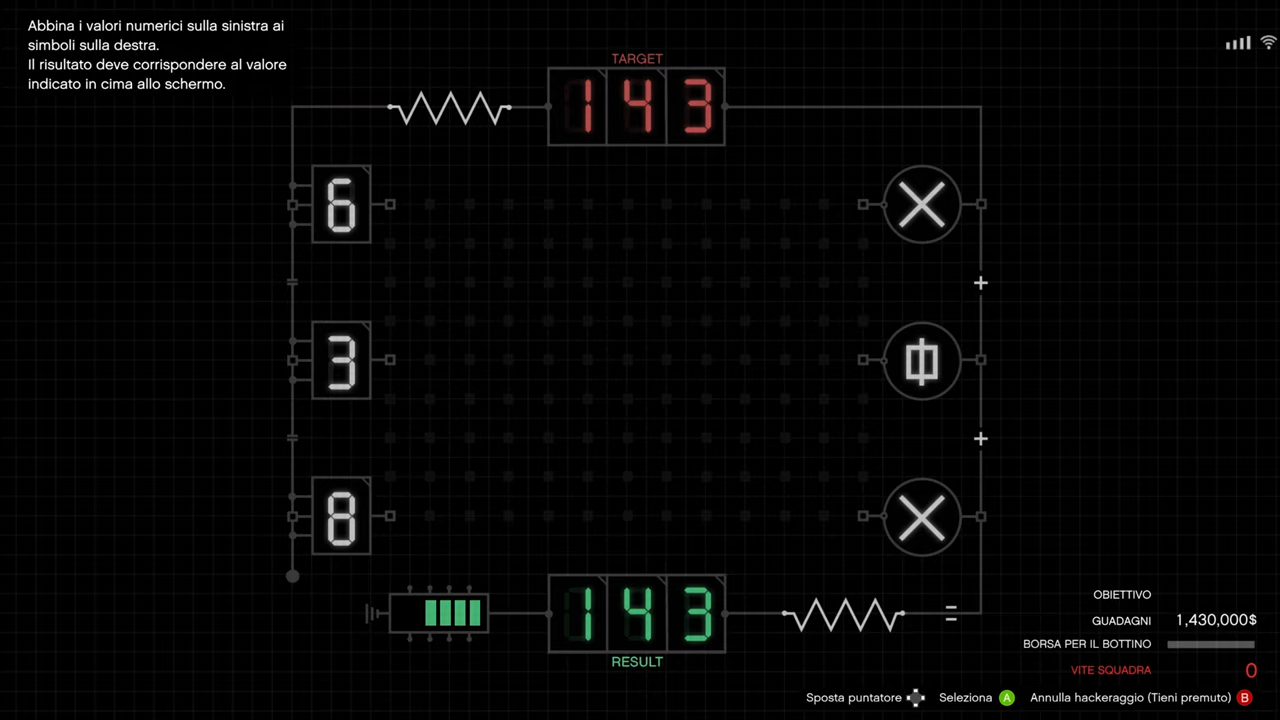 Abbina i valori numerici sulla sinistra ai
simboli sulla destra.
Il risultato deve corrispondere al valore
indicato in cima allo schermo.
TARGET
143
6
3
+
8
+
143
=
RESULT
OBIETTIVO
GUADAGNI 1,430,000$
BORSA PER IL BOTTINO
VITE SQUADRA 0
Sposta puntatore Seleziona A Annulla hackeraggio (Tieni premuto) B